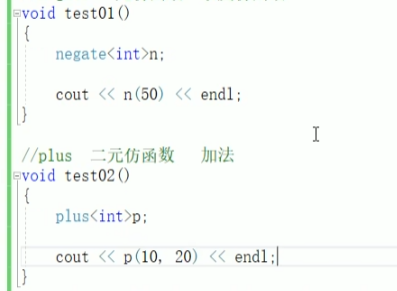 void test01()
{
negate<int>n;
cout << n(50) << endl;
}
//plus 二元仿函数 加法
void test02()
{
plus<int>p;
cout << p(10, 20) << endl;
}